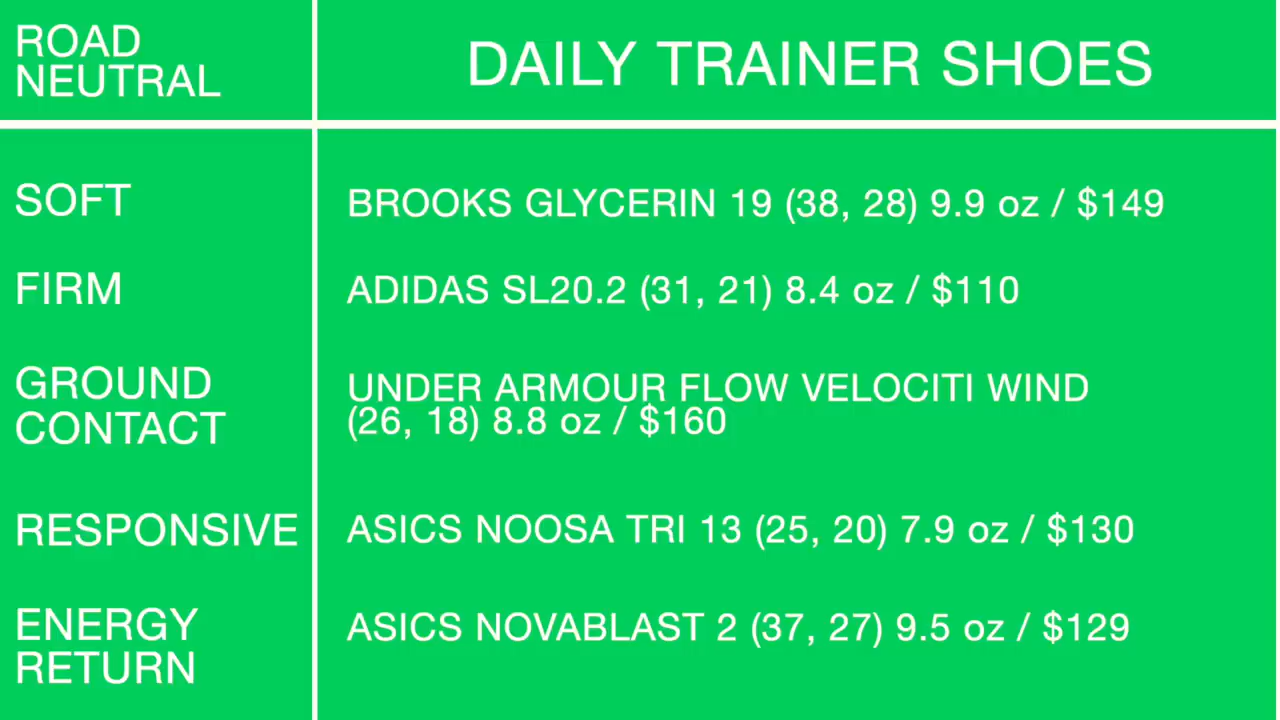 ROAD
NEUTRAL
DAILY TRAINER SHOES
SOFT
BROOKS GLYCERIN 19 (38, 28) 9.9 oz / $149
FIRM
ADIDAS SL20.2 (31, 21) 8.4 oz / $110
GROUND
CONTACT
UNDER ARMOUR FLOW VELOCITI WIND
(26, 18) 8.8 oz / $160
RESPONSIVE
ASICS NOOSA TRI 13 (25, 20) 7.9 oz / $130
ENERGY
RETURN
ASICS NOVABLAST 2 (37, 27) 9.5 oz / $129